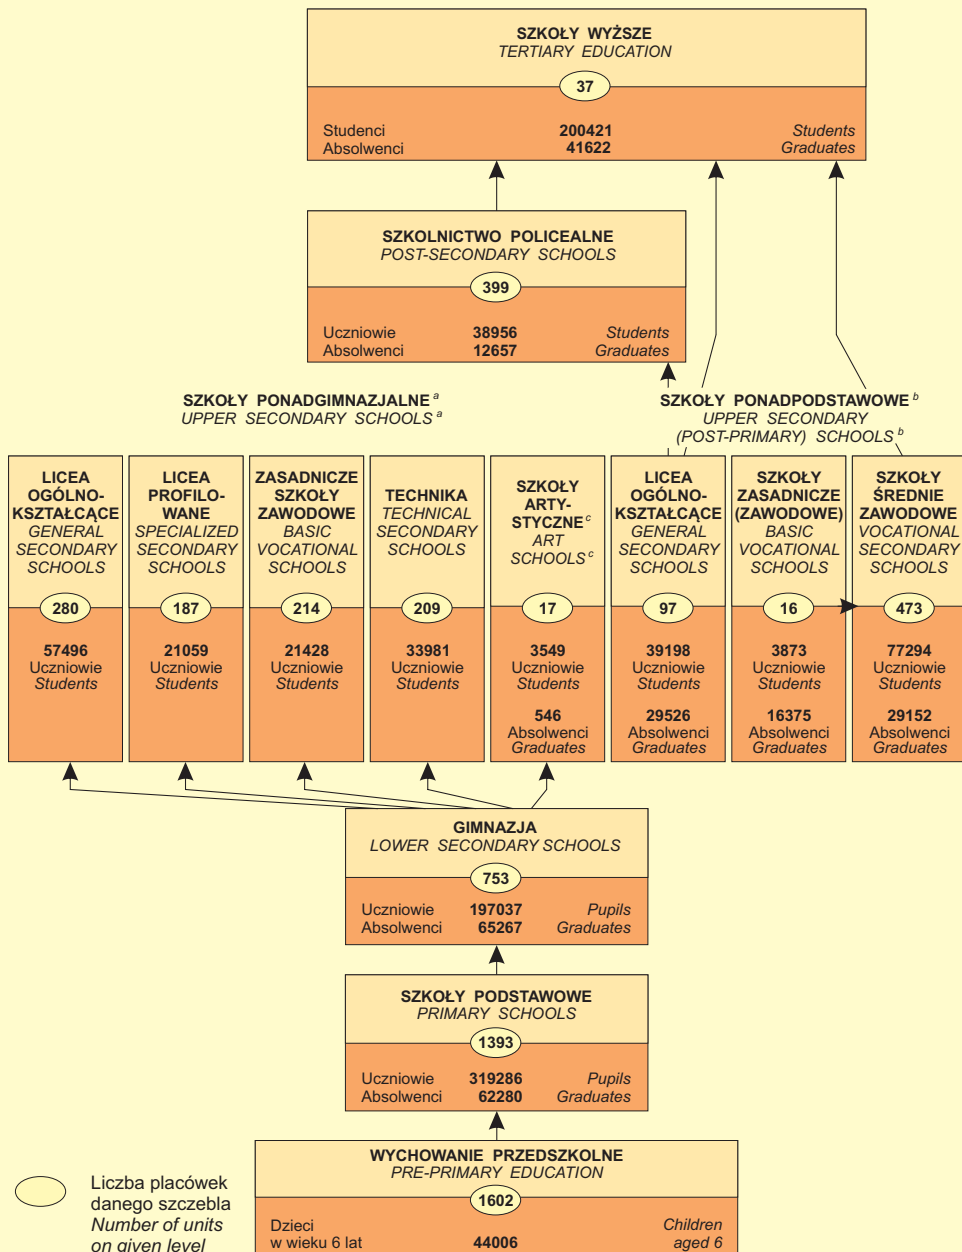 SZKOŁY WYŻSZE
TERTIARY EDUCATION
37
Studenci 200421 Students
Absolwenci 41622 Graduates
SZKOLNICTWO POLICEALNE
POST-SECONDARY SCHOOLS
399
Uczniowie 38956 Students
Absolwenci 12657 Graduates
SZKOŁY PONADGIMNAZJALNE a
UPPER SECONDARY SCHOOLS a
SZKOŁY PONADPODSTAWOWE b
UPPER SECONDARY
(POST-PRIMARY) SCHOOLS b
LICEA
OGÓLNO-
KSZTAŁCĄCE
GENERAL
SECONDARY
SCHOOLS
280
57496
Uczniowie
Students
LICEA
PROFILO-
WANE
SPECIALIZED
SECONDARY
SCHOOLS
187
21059
Uczniowie
Students
ZASADNICZE
SZKOŁY
ZAWODOWE
BASIC
VOCATIONAL
SCHOOLS
214
21428
Uczniowie
Students
TECHNIKA
TECHNICAL
SECONDARY
SCHOOLS
209
33981
Uczniowie
Students
SZKOŁY
ARTY-
STYCZNE c
ART
SCHOOLS c
17
3549
Uczniowie
Students
546
Absolwenci
Graduates
LICEA
OGÓLNO-
KSZTAŁCĄCE
GENERAL
SECONDARY
SCHOOLS
97
39198
Uczniowie
Students
29526
Absolwenci
Graduates
SZKOŁY
ZASADNICZE
(ZAWODOWE)
BASIC
VOCATIONAL
SCHOOLS
16
3873
Uczniowie
Students
16375
Absolwenci
Graduates
SZKOŁY
ŚREDNIE
ZAWODOWE
VOCATIONAL
SECONDARY
SCHOOLS
473
77294
Uczniowie
Students
29152
Absolwenci
Graduates
GIMNAZJA
LOWER SECONDARY SCHOOLS
753
Uczniowie 197037 Pupils
Absolwenci 65267 Graduates
SZKOŁY PODSTAWOWE
PRIMARY SCHOOLS
1393
Uczniowie 319286 Pupils
Absolwenci 62280 Graduates
WYCHOWANIE PRZEDSZKOLNE
PRE-PRIMARY EDUCATION
1602
Dzieci Children
w wieku 6 lat 44006 aged 6
Liczba placówek
danego szczebla
Number of units
on given level